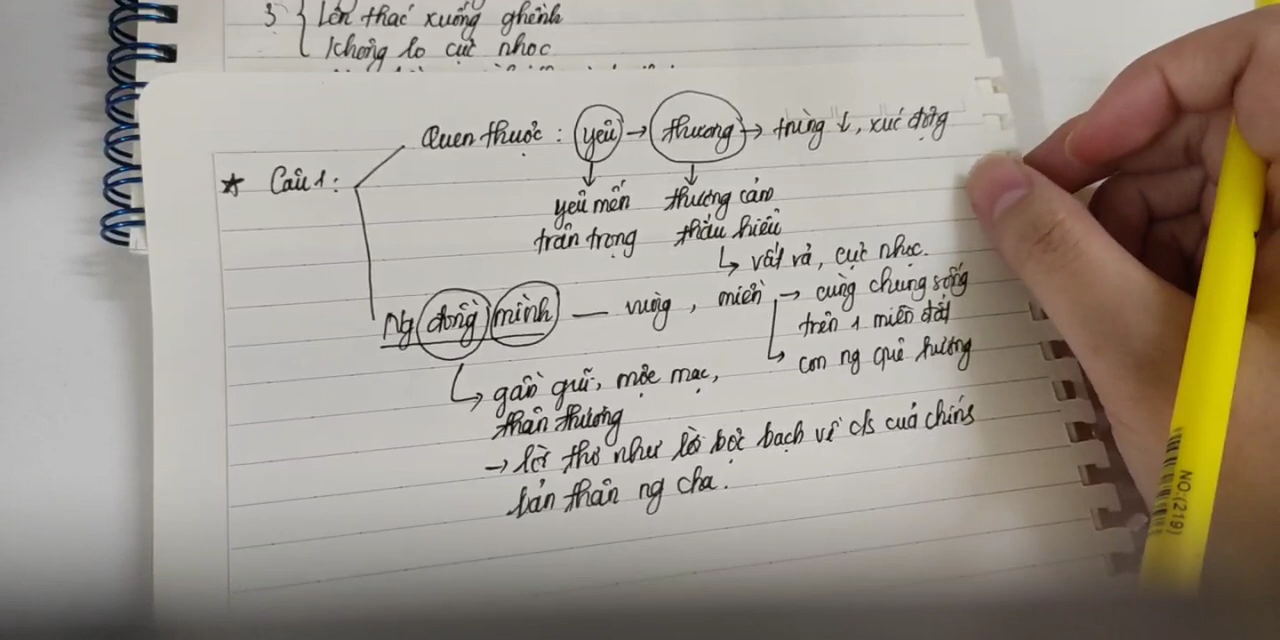 3 { Lên thác xuống ghềnh
Không lo cực nhọc
★ Câu 1:
Quen thuộc : yêu → thương → trùng ↓, xúc động
yêu mến
trân trọng
thương cảm
thấu hiểu
↳ vất vả, cực nhọc.
Ng đồng mình — vùng, miền → cùng chung sống
trên 1 miền đất
↳ con ng quê hương
↳ gần gũi, mộc mạc,
thân thương
→ lời thơ như lời bộc bạch về c/s của chính
bản thân ng cha.
NO:(219)